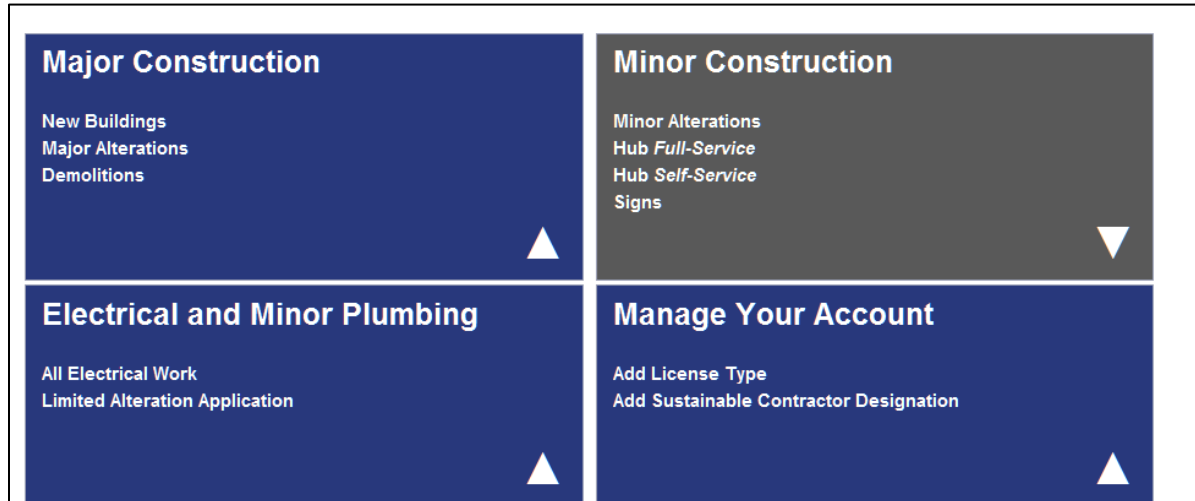 Major Construction
New Buildings
Major Alterations
Demolitions
Minor Construction
Minor Alterations
Hub Full-Service
Hub Self-Service
Signs
Electrical and Minor Plumbing
All Electrical Work
Limited Alteration Application
Manage Your Account
Add License Type
Add Sustainable Contractor Designation